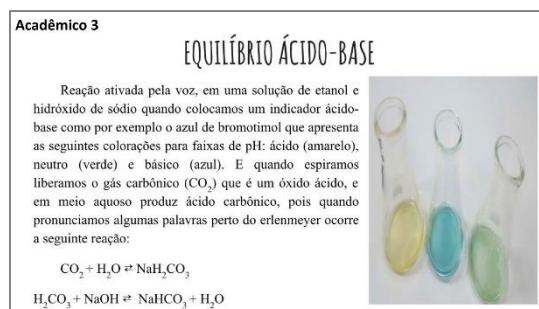 Acadêmico 3
EQUILÍBRIO ÁCIDO-BASE
Reação ativada pela voz, em uma solução de etanol e
hidróxido de sódio quando colocamos um indicador ácido-
base como por exemplo o azul de bromotimol que apresenta
as seguintes colorações para faixas de pH: ácido (amarelo),
neutro (verde) e básico (azul). E quando espiramos
liberamos o gás carbônico (CO₂) que é um óxido ácido, e
em meio aquoso produz ácido carbônico, pois quando
pronunciamos algumas palavras perto do erlenmeyer ocorre
a seguinte reação:
CO₂ + H₂O ⇄ NaH₂CO₃
H₂CO₃ + NaOH ⇄ NaHCO₃ + H₂O